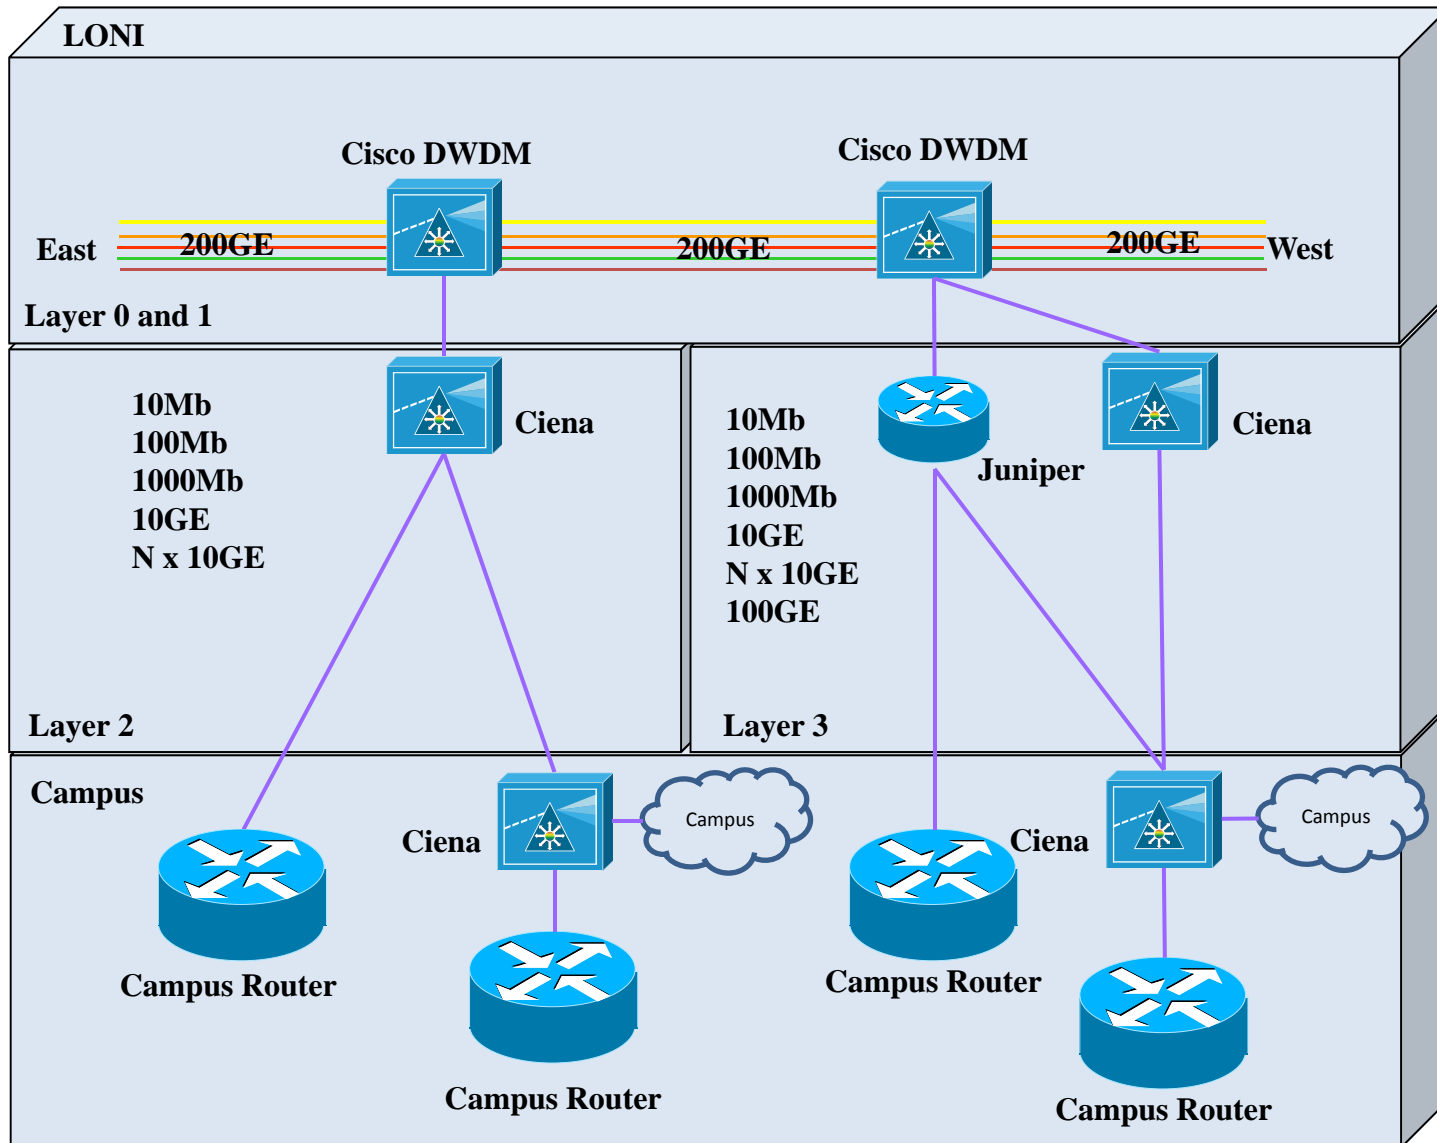 LONI
Cisco DWDM
Cisco DWDM
East
200GE
200GE
200GE
West
Layer 0 and 1
10Mb
100Mb
1000Mb
10GE
N x 10GE
Ciena
Layer 2
10Mb
100Mb
1000Mb
10GE
N x 10GE
100GE
Juniper
Ciena
Layer 3
Campus
Ciena
Campus
Ciena
Campus
Campus Router
Campus Router
Campus Router
Campus Router